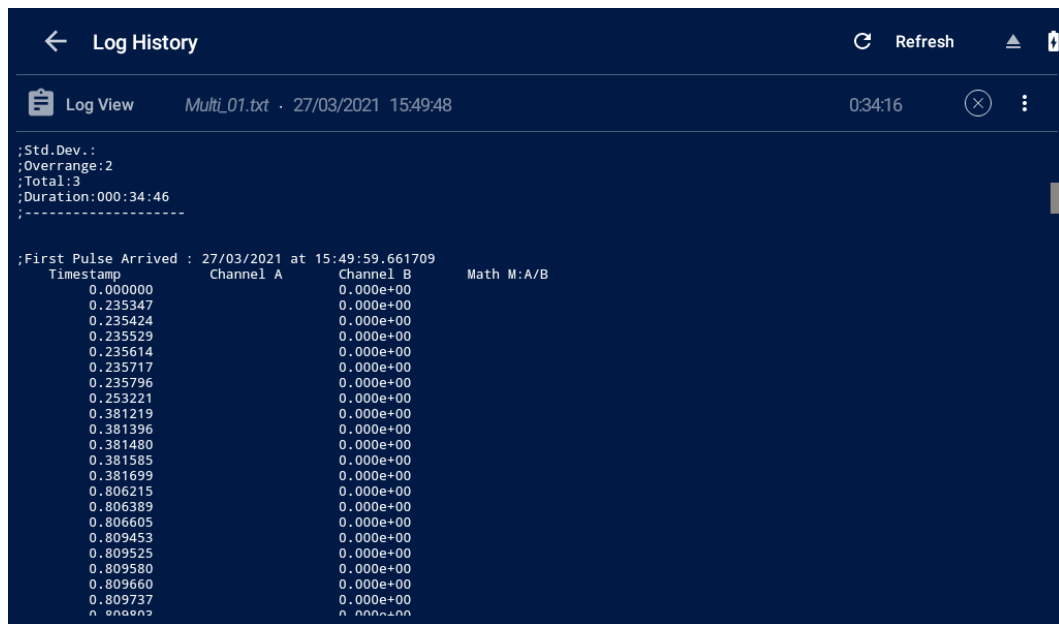 Log History Refresh
Log View Multi_01.txt · 27/03/2021 15:49:48 0:34:16
;Std.Dev.:
;Overrange:2
;Total:3
;Duration:000:34:46
;--------------------
;First Pulse Arrived : 27/03/2021 at 15:49:59.661709
Timestamp Channel A Channel B Math M:A/B
0.000000 0.000e+00
0.235347 0.000e+00
0.235424 0.000e+00
0.235529 0.000e+00
0.235614 0.000e+00
0.235717 0.000e+00
0.235796 0.000e+00
0.253221 0.000e+00
0.381219 0.000e+00
0.381396 0.000e+00
0.381480 0.000e+00
0.381585 0.000e+00
0.381699 0.000e+00
0.806215 0.000e+00
0.806389 0.000e+00
0.806605 0.000e+00
0.809453 0.000e+00
0.809525 0.000e+00
0.809580 0.000e+00
0.809660 0.000e+00
0.809737 0.000e+00